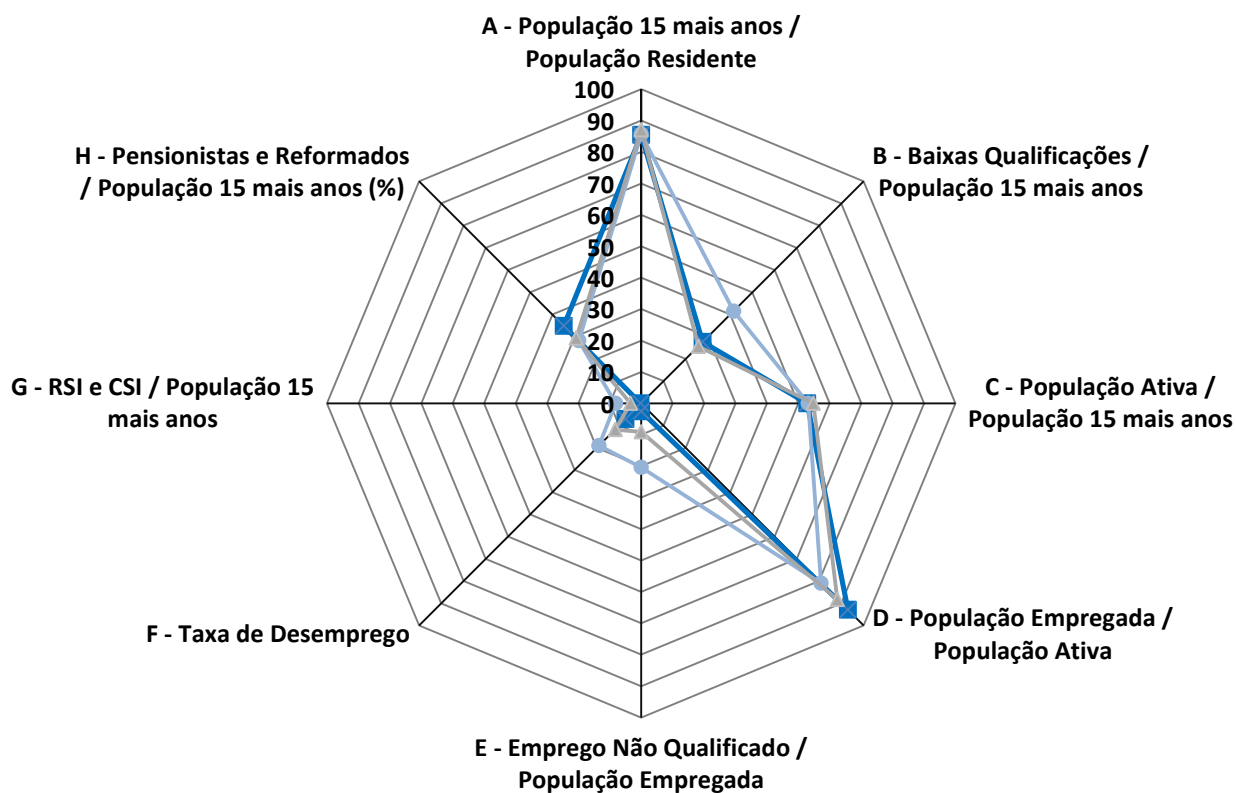 A - População 15 mais anos /
População Residente
100
90
80
70
60
50
40
30
20
10
0
B - Baixas Qualificações /
População 15 mais anos
C - População Ativa /
População 15 mais anos
D - População Empregada /
População Ativa
E - Emprego Não Qualificado /
População Empregada
F - Taxa de Desemprego
G - RSI e CSI / População 15
mais anos
H - Pensionistas e Reformados
/ População 15 mais anos (%)